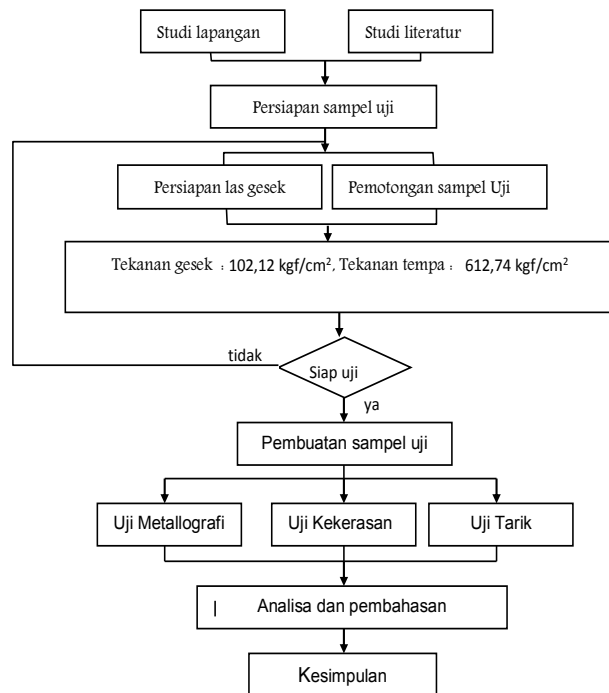 Studi lapangan
Studi literatur
Persiapan sampel uji
Persiapan las gesek
Pemotongan sampel Uji
Tekanan gesek : 102,12 kgf/cm², Tekanan tempa : 612,74 kgf/cm²
tidak
Siap uji
ya
Pembuatan sampel uji
Uji Metallografi
Uji Kekerasan
Uji Tarik
Analisa dan pembahasan
Kesimpulan